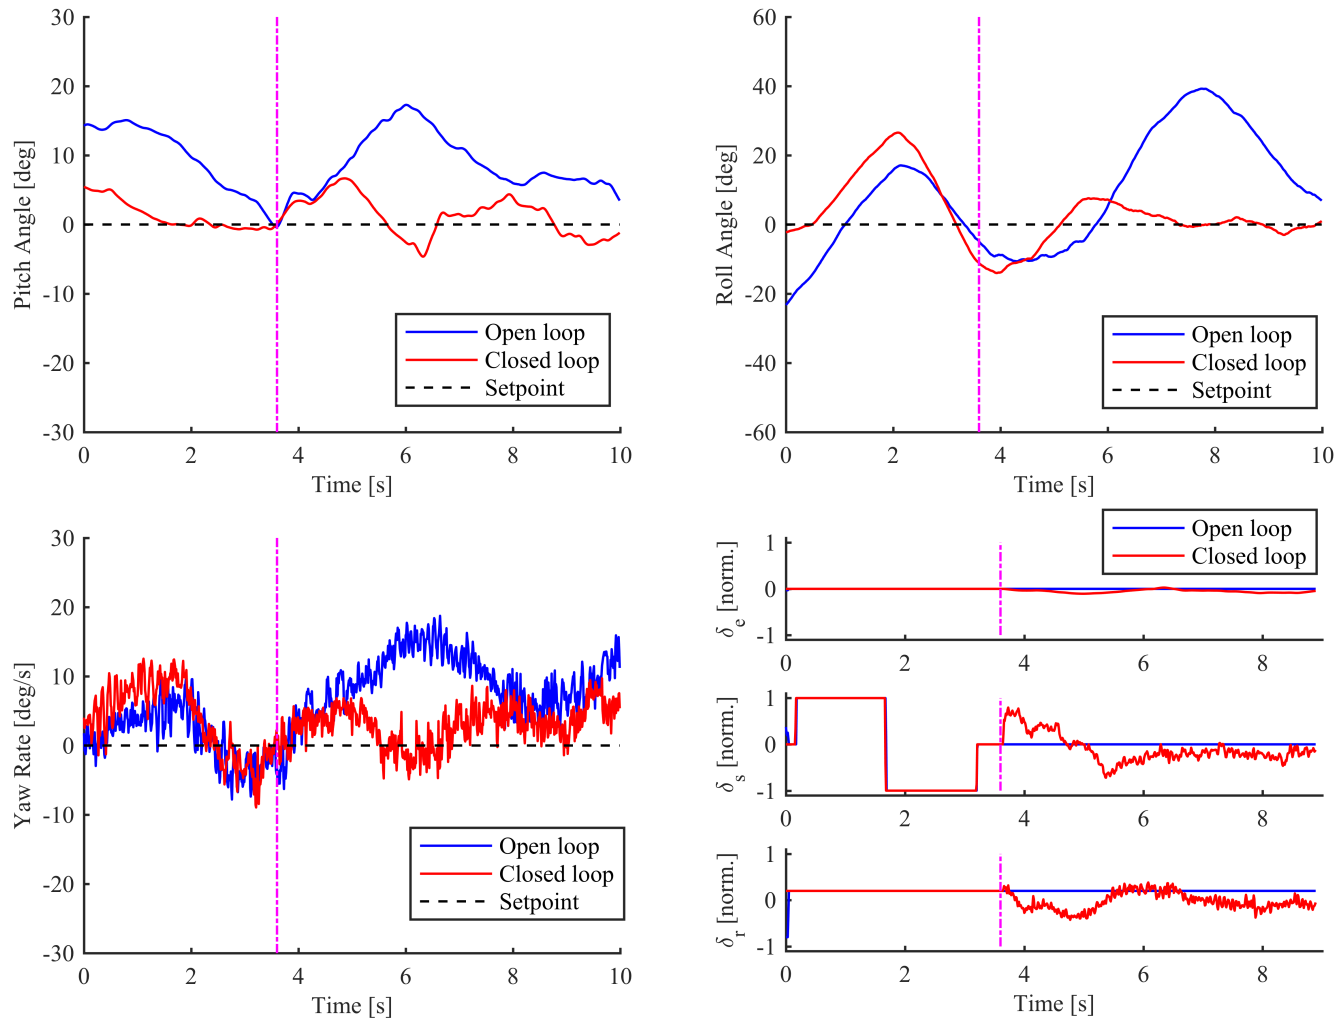 30
20
10
0
-10
-20
-30
Pitch Angle [deg]
Open loop
Closed loop
Setpoint
0 2 4 6 8 10
Time [s]
60
40
20
0
-20
-40
-60
Roll Angle [deg]
Open loop
Closed loop
Setpoint
0 2 4 6 8 10
Time [s]
30
20
10
0
-10
-20
-30
Yaw Rate [deg/s]
Open loop
Closed loop
Setpoint
0 2 4 6 8 10
Time [s]
Open loop
Closed loop
1
0
-1
δe [norm.]
0 2 4 6 8
1
0
-1
δs [norm.]
0 2 4 6 8
1
0
-1
δr [norm.]
0 2 4 6 8
Time [s]